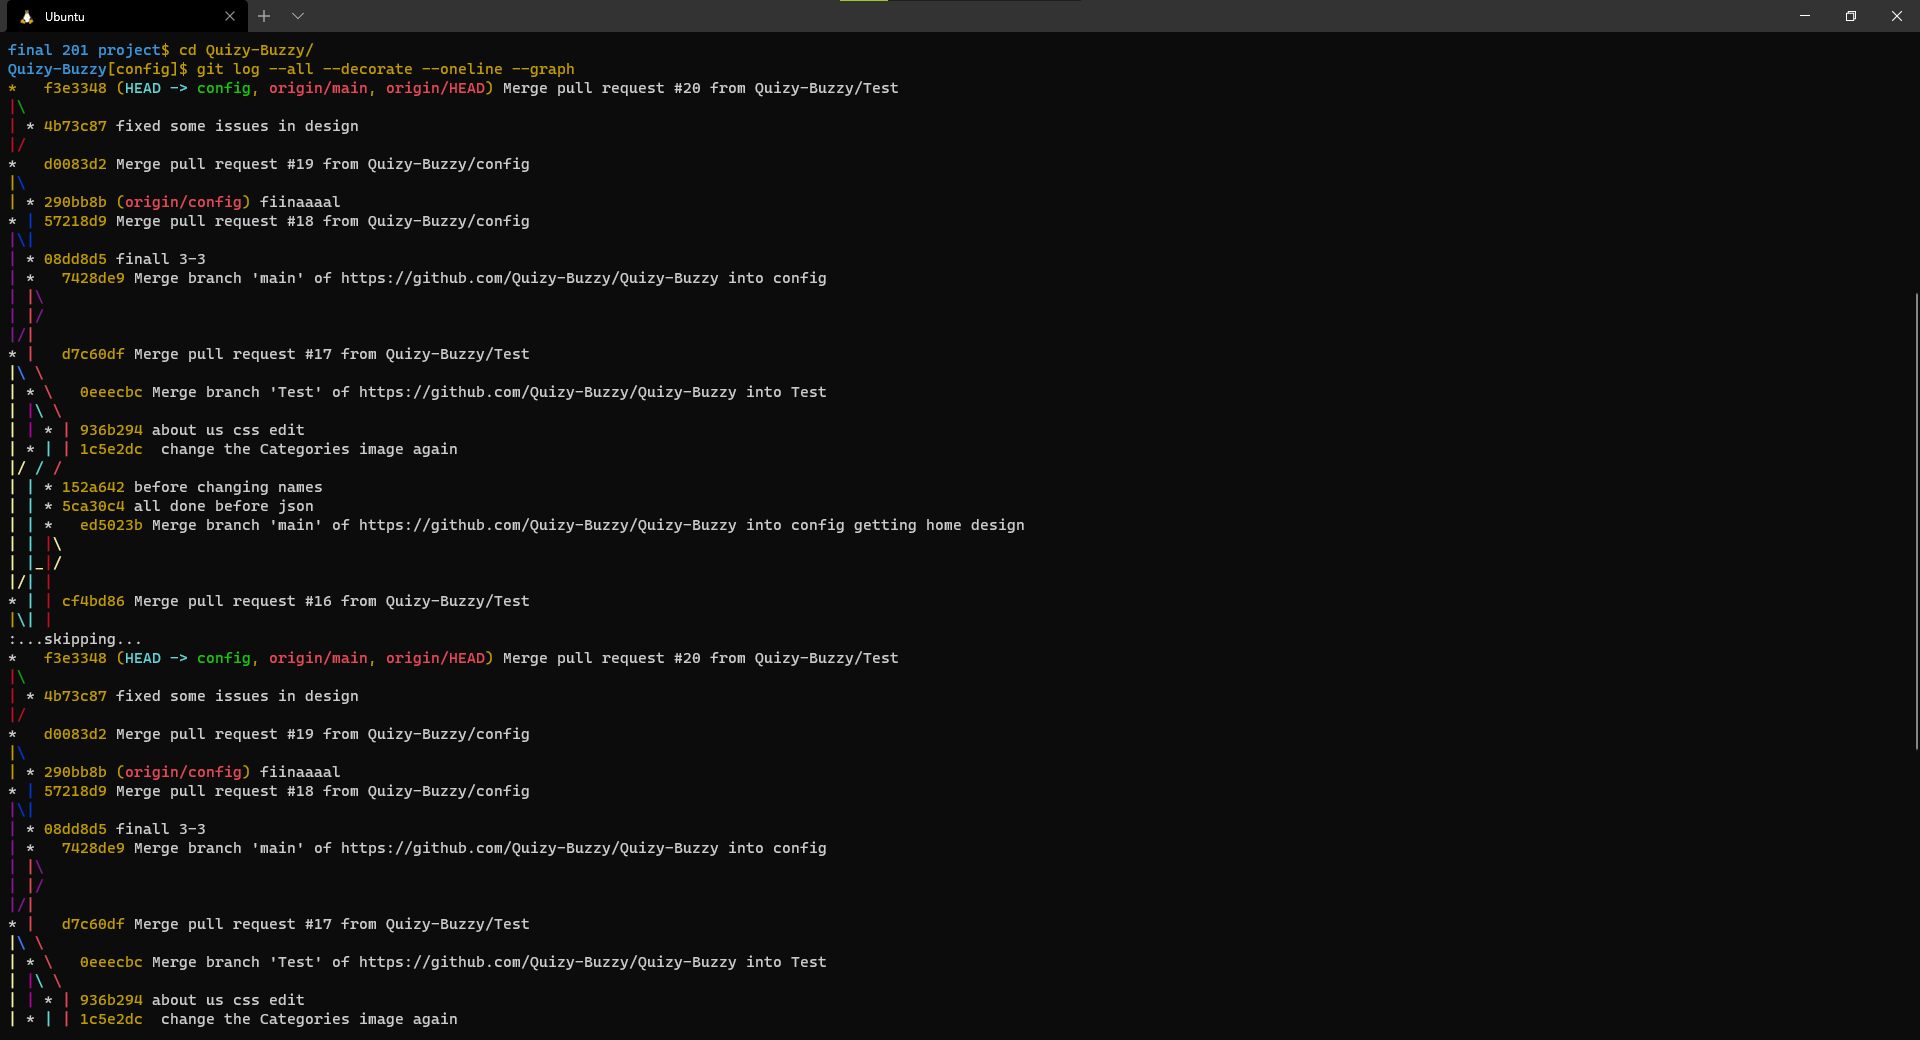 Ubuntu
final 201 project$ cd Quizy-Buzzy/
Quizy-Buzzy[config]$ git log --all --decorate --oneline --graph
*   f3e3348 (HEAD -> config, origin/main, origin/HEAD) Merge pull request #20 from Quizy-Buzzy/Test
|\
| * 4b73c87 fixed some issues in design
|/
*   d0083d2 Merge pull request #19 from Quizy-Buzzy/config
|\
| * 290bb8b (origin/config) fiinaaaal
* | 57218d9 Merge pull request #18 from Quizy-Buzzy/config
|\|
| * 08dd8d5 finall 3-3
| *   7428de9 Merge branch 'main' of https://github.com/Quizy-Buzzy/Quizy-Buzzy into config
| |\
| |/
|/|
* |   d7c60df Merge pull request #17 from Quizy-Buzzy/Test
|\ \
| * \   0eeecbc Merge branch 'Test' of https://github.com/Quizy-Buzzy/Quizy-Buzzy into Test
| |\ \
| | * | 936b294 about us css edit
| * | | 1c5e2dc  change the Categories image again
|/ / /
| | * 152a642 before changing names
| | * 5ca30c4 all done before json
| | *   ed5023b Merge branch 'main' of https://github.com/Quizy-Buzzy/Quizy-Buzzy into config getting home design
| | |\
| |_|/
|/| |
* | | cf4bd86 Merge pull request #16 from Quizy-Buzzy/Test
|\| |
:...skipping...
*   f3e3348 (HEAD -> config, origin/main, origin/HEAD) Merge pull request #20 from Quizy-Buzzy/Test
|\
| * 4b73c87 fixed some issues in design
|/
*   d0083d2 Merge pull request #19 from Quizy-Buzzy/config
|\
| * 290bb8b (origin/config) fiinaaaal
* | 57218d9 Merge pull request #18 from Quizy-Buzzy/config
|\|
| * 08dd8d5 finall 3-3
| *   7428de9 Merge branch 'main' of https://github.com/Quizy-Buzzy/Quizy-Buzzy into config
| |\
| |/
|/|
* |   d7c60df Merge pull request #17 from Quizy-Buzzy/Test
|\ \
| * \   0eeecbc Merge branch 'Test' of https://github.com/Quizy-Buzzy/Quizy-Buzzy into Test
| |\ \
| | * | 936b294 about us css edit
| * | | 1c5e2dc  change the Categories image again